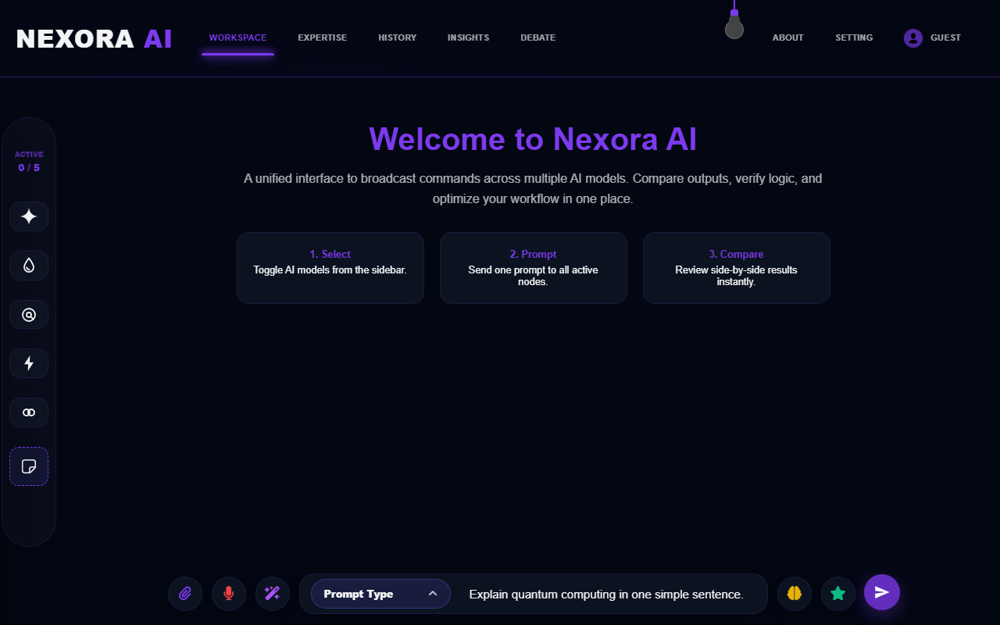 NEXORA AI
WORKSPACE
EXPERTISE
HISTORY
INSIGHTS
DEBATE
ABOUT
SETTING
GUEST
ACTIVE
0 / 5
Welcome to Nexora AI
A unified interface to broadcast commands across multiple AI models. Compare outputs, verify logic, and
optimize your workflow in one place.
1. Select
Toggle AI models from the sidebar.
2. Prompt
Send one prompt to all active
nodes.
3. Compare
Review side-by-side results
instantly.
Prompt Type
Explain quantum computing in one simple sentence.